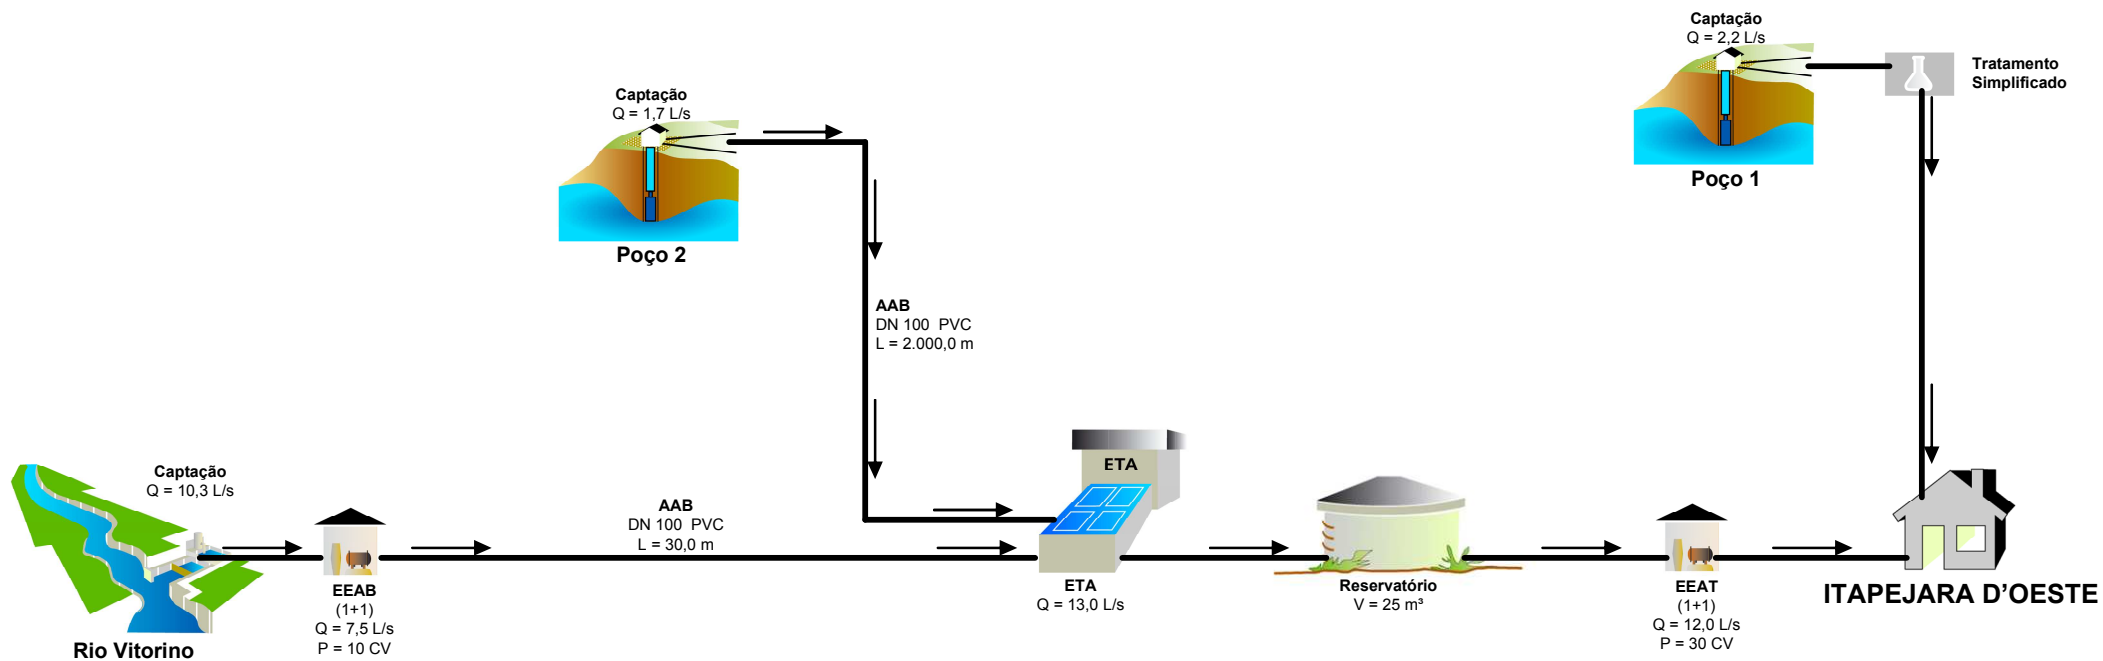 Captação
Q = 2,2 L/s
Tratamento
Simplificado
Poço 1
Captação
Q = 1,7 L/s
Poço 2
AAB
DN 100  PVC
L = 2.000,0 m
Captação
Q = 10,3 L/s
Rio Vitorino
EEAB
(1+1)
Q = 7,5 L/s
P = 10 CV
AAB
DN 100  PVC
L = 30,0 m
ETA
ETA
Q = 13,0 L/s
Reservatório
V = 25 m³
EEAT
(1+1)
Q = 12,0 L/s
P = 30 CV
ITAPEJARA D’OESTE